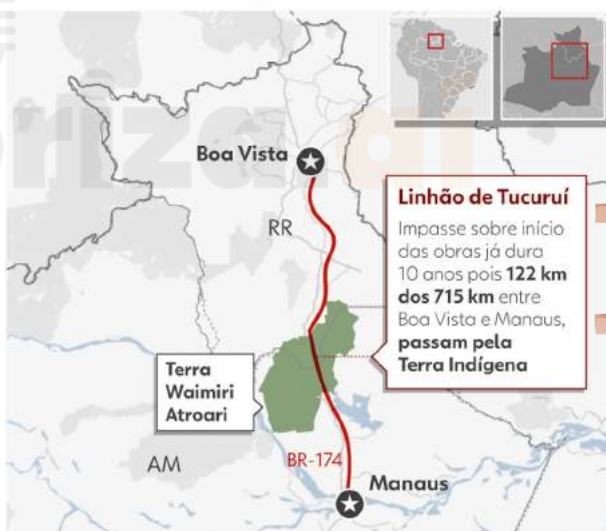 Boa Vista
RR
Linhão de Tucuruí
Impasse sobre início
das obras já dura
10 anos pois 122 km
dos 715 km entre
Boa Vista e Manaus,
passam pela
Terra Indígena
Terra
Waimiri
Atroari
AM
BR-174
Manaus